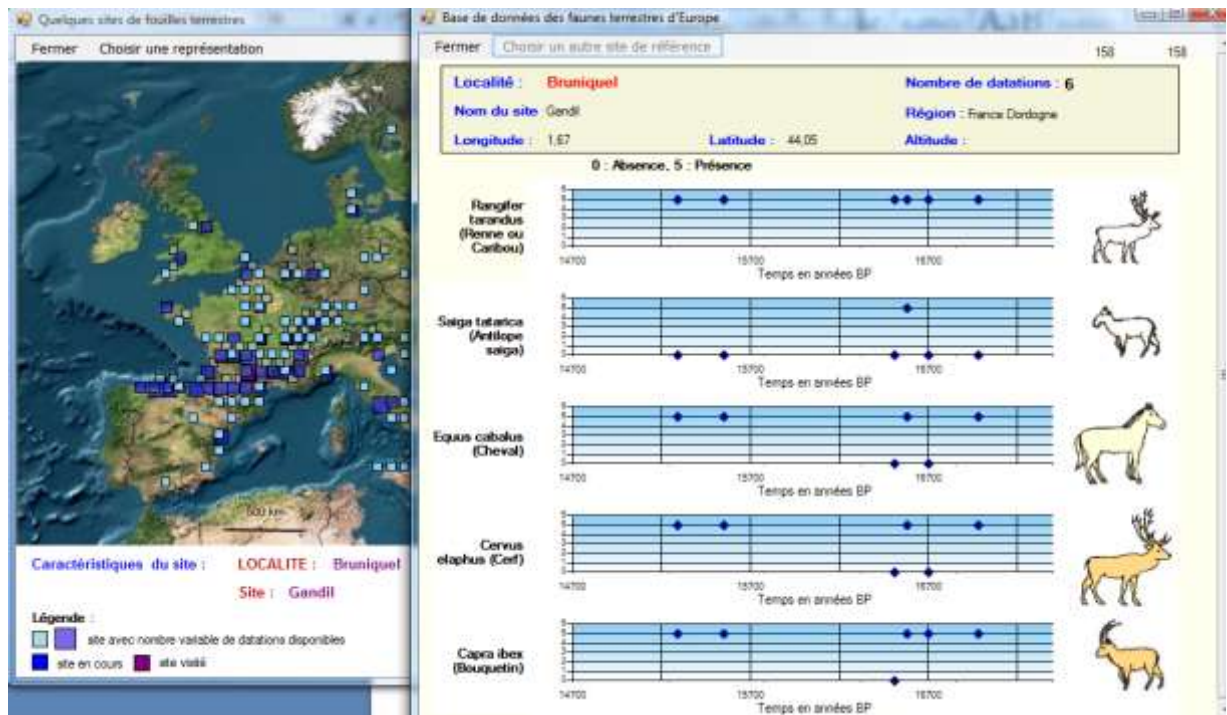 Quelques sites de fouilles terrestres
Fermer Choisir une représentation
500 km
Caractéristiques du site : LOCALITE : Bruniquel
Site : Gandil
Légende :
site avec nombre variable de datations disponibles
site en cours site visité
Base de données des faunes terrestres d'Europe
Fermer Choisir un autre site de référence 158 158
Localité : Bruniquel Nombre de datations : 6
Nom du site Gandil Région : France Dordogne
Longitude : 1,67 Latitude : 44,05 Altitude :
0 : Absence, 5 : Présence
Rangifer
tarandus
(Renne ou
Caribou)
14700 15700 16700
Temps en années BP
Saiga tatarica
(Antilope
saiga)
14700 15700 16700
Temps en années BP
Equus cabalus
(Cheval)
14700 15700 16700
Temps en années BP
Cervus
elaphus (Cerf)
14700 15700 16700
Temps en années BP
Capra ibex
(Bouquetin)
14700 15700 16700
Temps en années BP